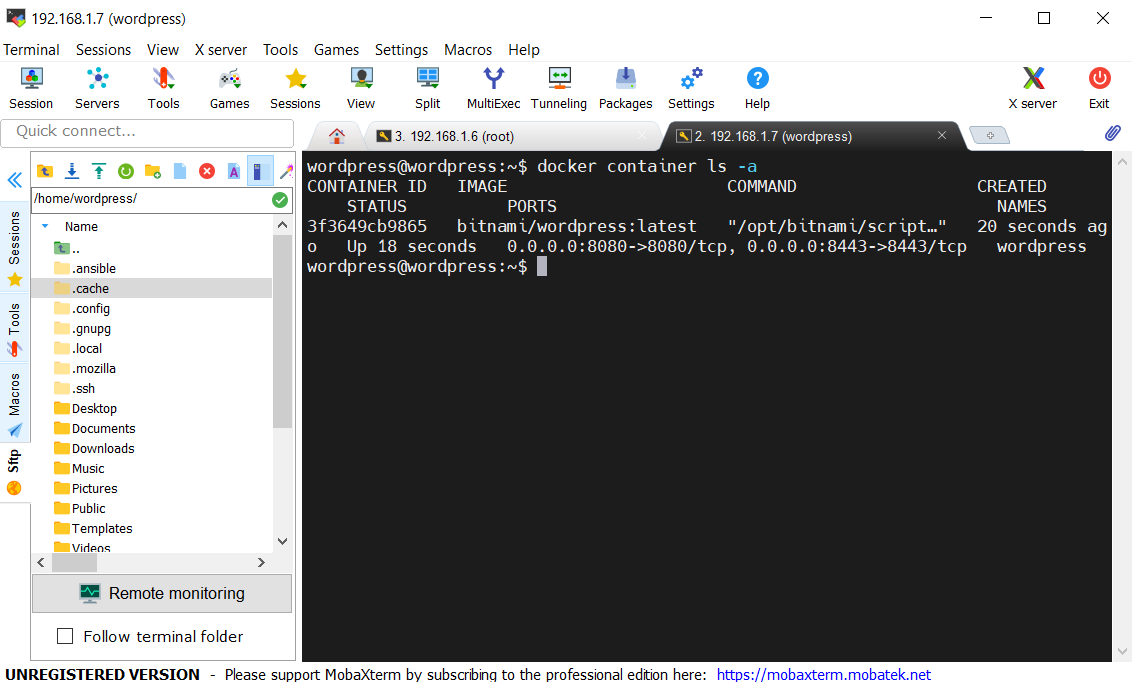 192.168.1.7 (wordpress)
Terminal Sessions View X server Tools Games Settings Macros Help
Session Servers Tools Games Sessions View Split MultiExec Tunneling Packages Settings Help X server Exit
Quick connect...
3. 192.168.1.6 (root)
2. 192.168.1.7 (wordpress)
Sessions
Tools
Macros
Sftp
/home/wordpress/
Name
..
.ansible
.cache
.config
.gnupg
.local
.mozilla
.ssh
Desktop
Documents
Downloads
Music
Pictures
Public
Templates
Videos
Remote monitoring
Follow terminal folder
wordpress@wordpress:~$ docker container ls -a
CONTAINER ID   IMAGE                      COMMAND                  CREATED
    STATUS          PORTS                                            NAMES
3f3649cb9865   bitnami/wordpress:latest   "/opt/bitnami/script…"   20 seconds ag
o   Up 18 seconds   0.0.0.0:8080->8080/tcp, 0.0.0.0:8443->8443/tcp   wordpress
wordpress@wordpress:~$
UNREGISTERED VERSION - Please support MobaXterm by subscribing to the professional edition here: https://mobaxterm.mobatek.net